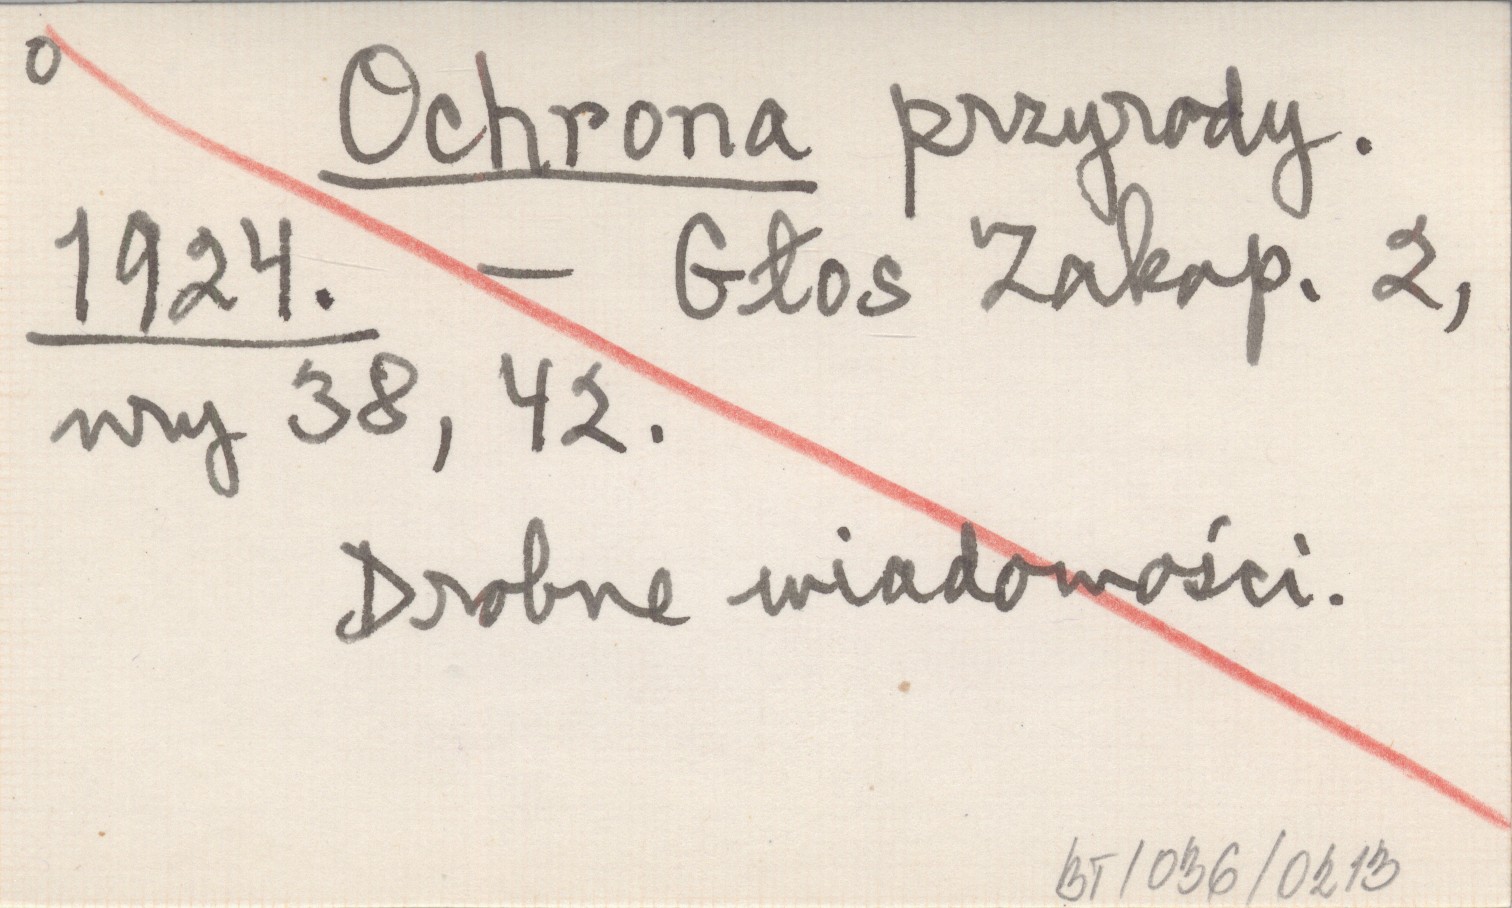 o
Ochrona przyrody.
1924. — Głos Zakop. 2,
nry 38, 42.
Drobne wiadomości.
BT/036/0213